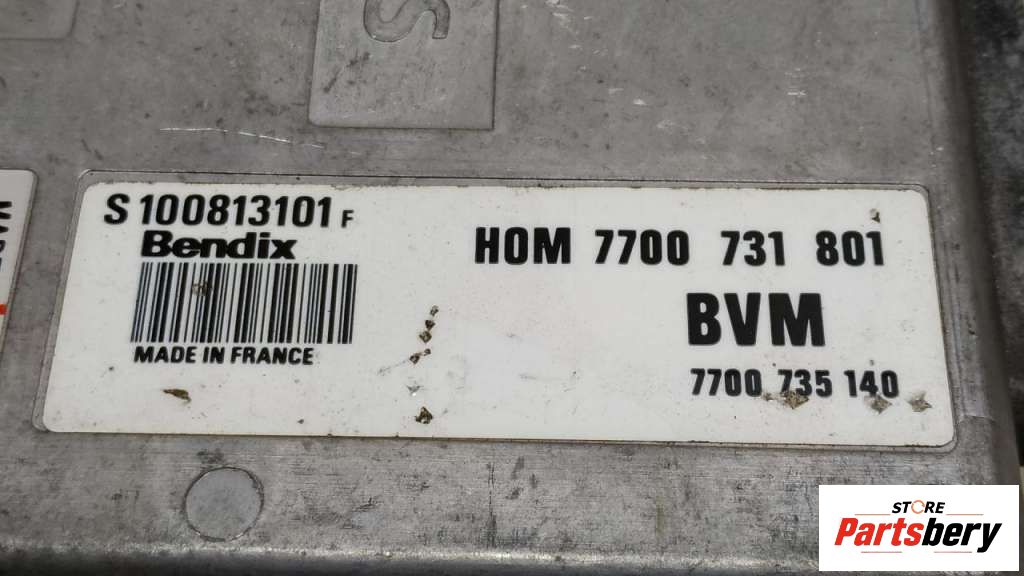 S
S 100813101 F
Bendix
MADE IN FRANCE
HOM 7700 731 801
BVM
7700 735 140
STORE
Partsbery